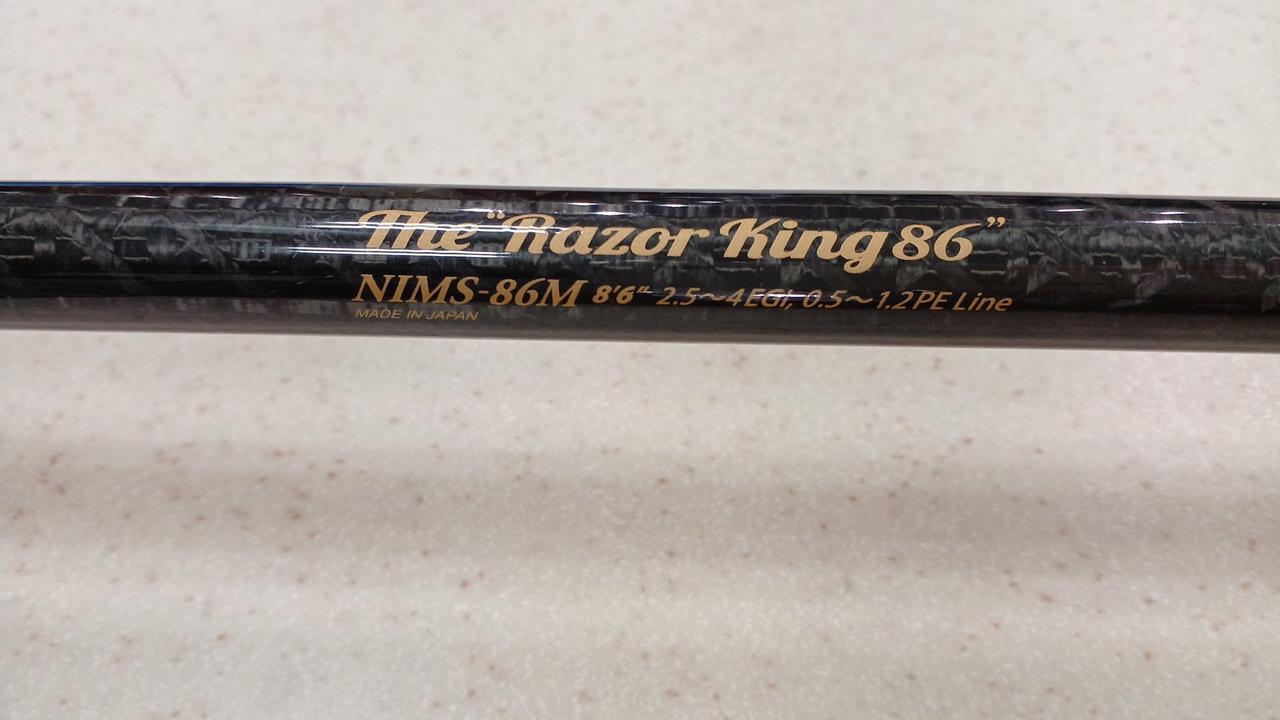 The "Razor King 86"
NIMS-86M 8'6" 2.5～4EGI, 0.5～1.2PE Line
MADE IN JAPAN